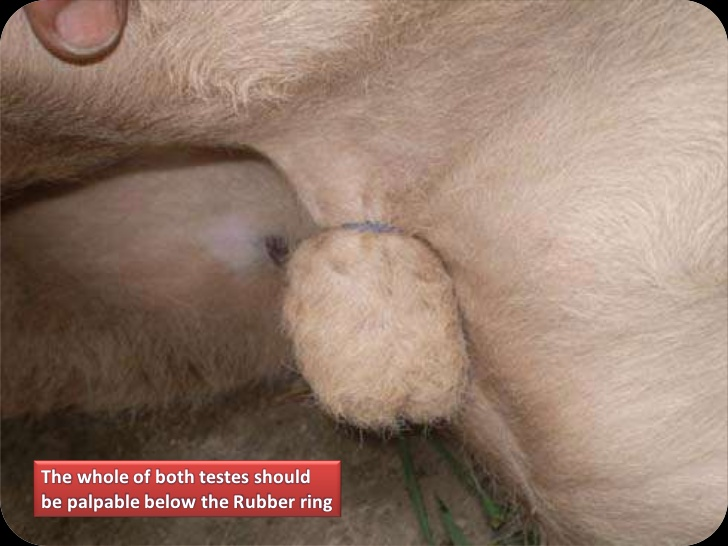 The whole of both testes should
be palpable below the Rubber ring